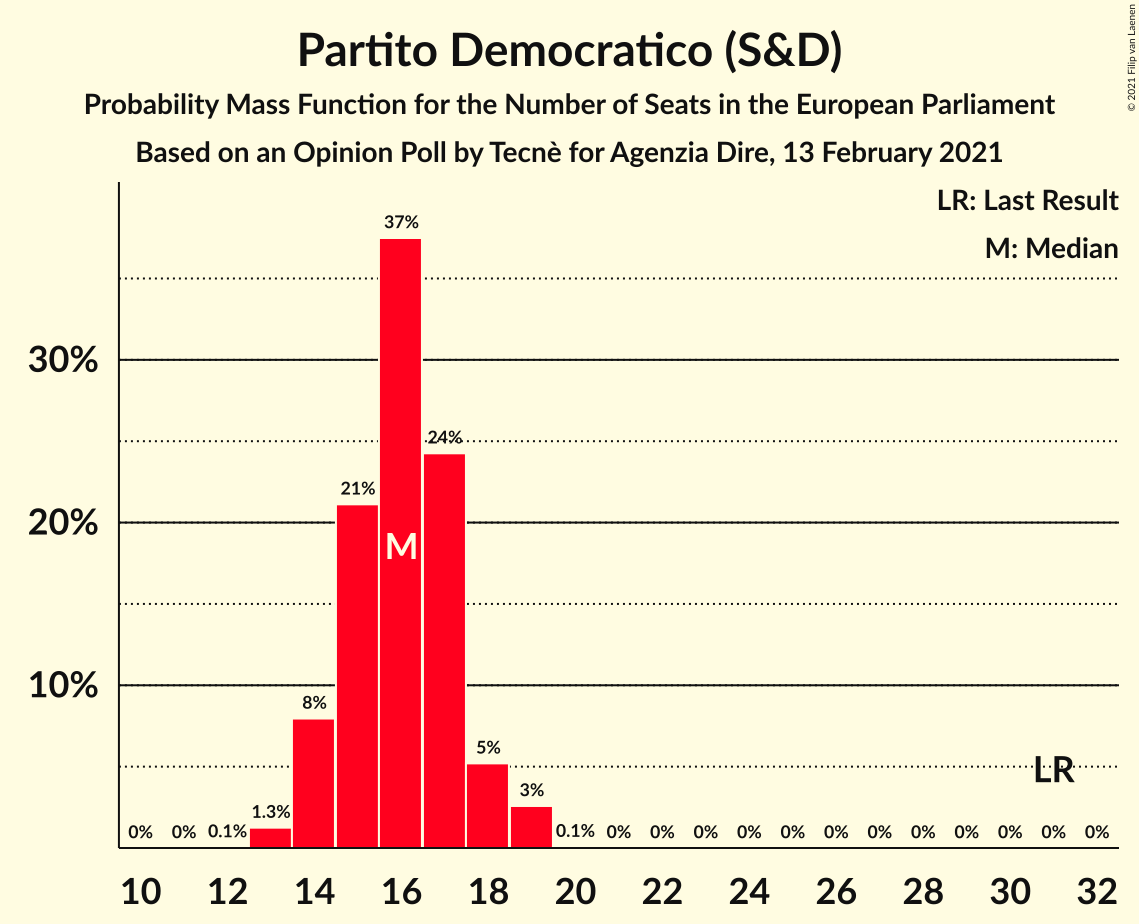 Partito Democratico (S&D)
Probability Mass Function for the Number of Seats in the European Parliament
Based on an Opinion Poll by Tecnè for Agenzia Dire, 13 February 2021
© 2021 Filip van Laenen
LR: Last Result
M: Median
30%
20%
10%
0% 0% 0.1% 1.3% 8% 21% 37% 24% 5% 3% 0.1% 0% 0% 0% 0% 0% 0% 0% 0% 0% 0% 0% 0%
M
LR
10 12 14 16 18 20 22 24 26 28 30 32